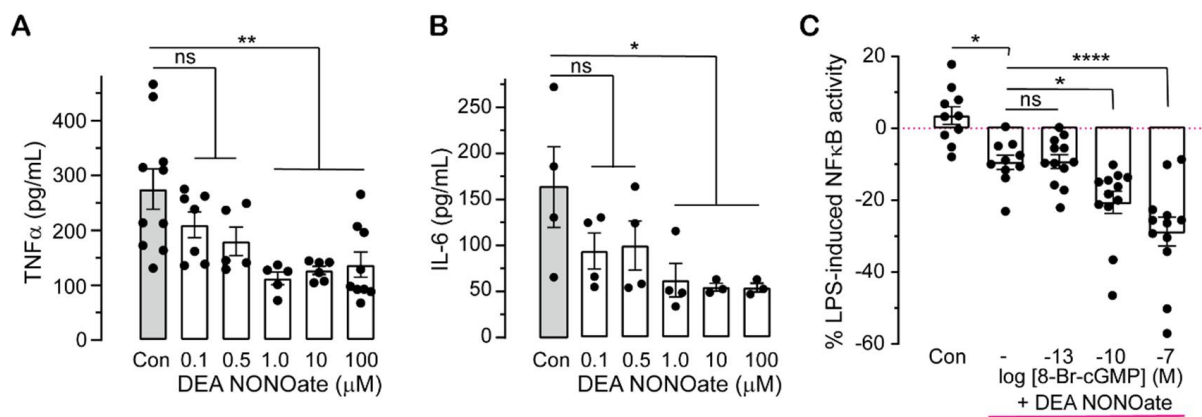 A
TNFα (pg/mL)
400
300
200
100
0
**
ns
Con 0.1 0.5 1.0 10 100
DEA NONOate (μM)
B
IL-6 (pg/mL)
250
200
150
100
50
0
*
ns
Con 0.1 0.5 1.0 10 100
DEA NONOate (μM)
C
% LPS-induced NFκB activity
20
0
-20
-40
-60
*
****
*
ns
Con - -13 -10 -7
log [8-Br-cGMP] (M)
+ DEA NONOate